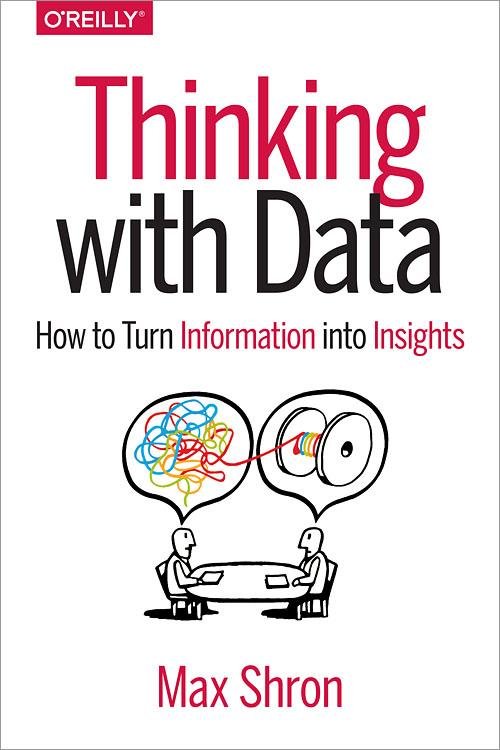 O'REILLY®
Thinking
with Data
How to Turn Information into Insights
Max Shron